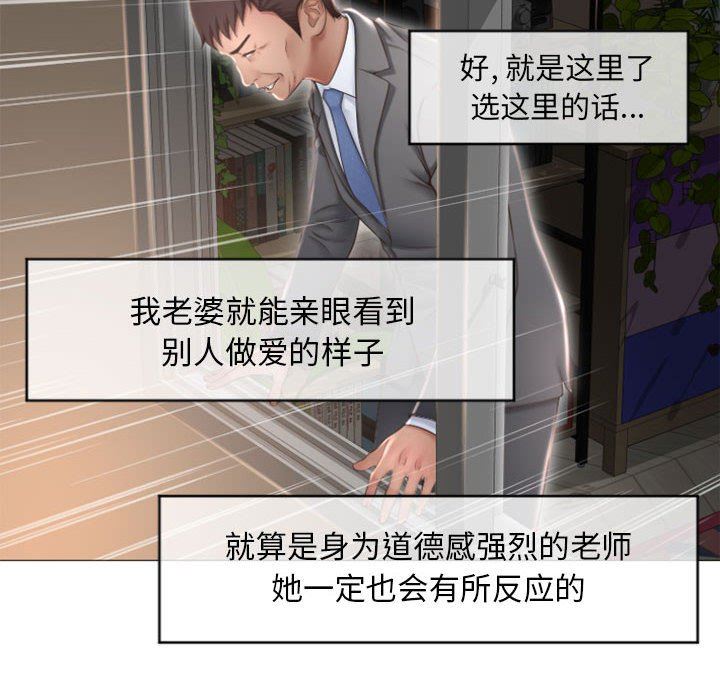 好，就是这里了
选这里的话...
我老婆就能亲眼看到
别人做爱的样子
就算是身为道德感强烈的老师
她一定也会有所反应的